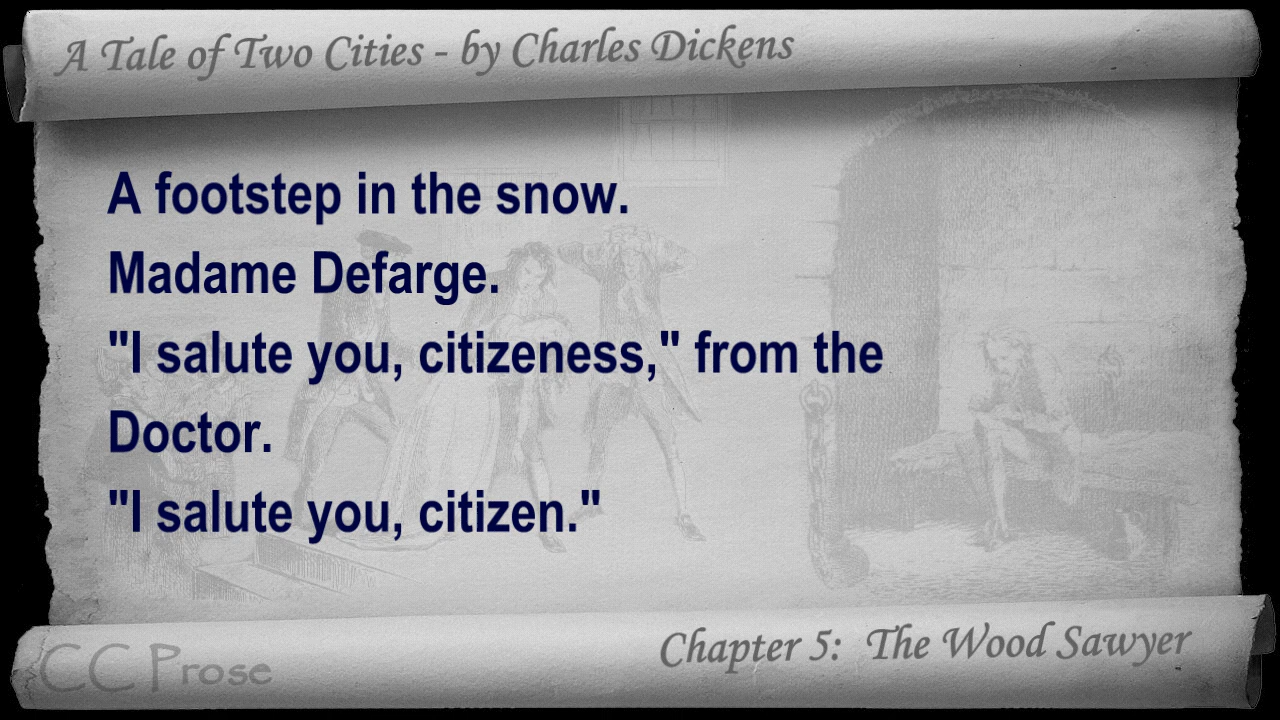 A Tale of Two Cities - by Charles Dickens
A footstep in the snow.
Madame Defarge.
"I salute you, citizeness," from the
Doctor.
"I salute you, citizen."
Chapter 5: The Wood Sawyer
CC Prose